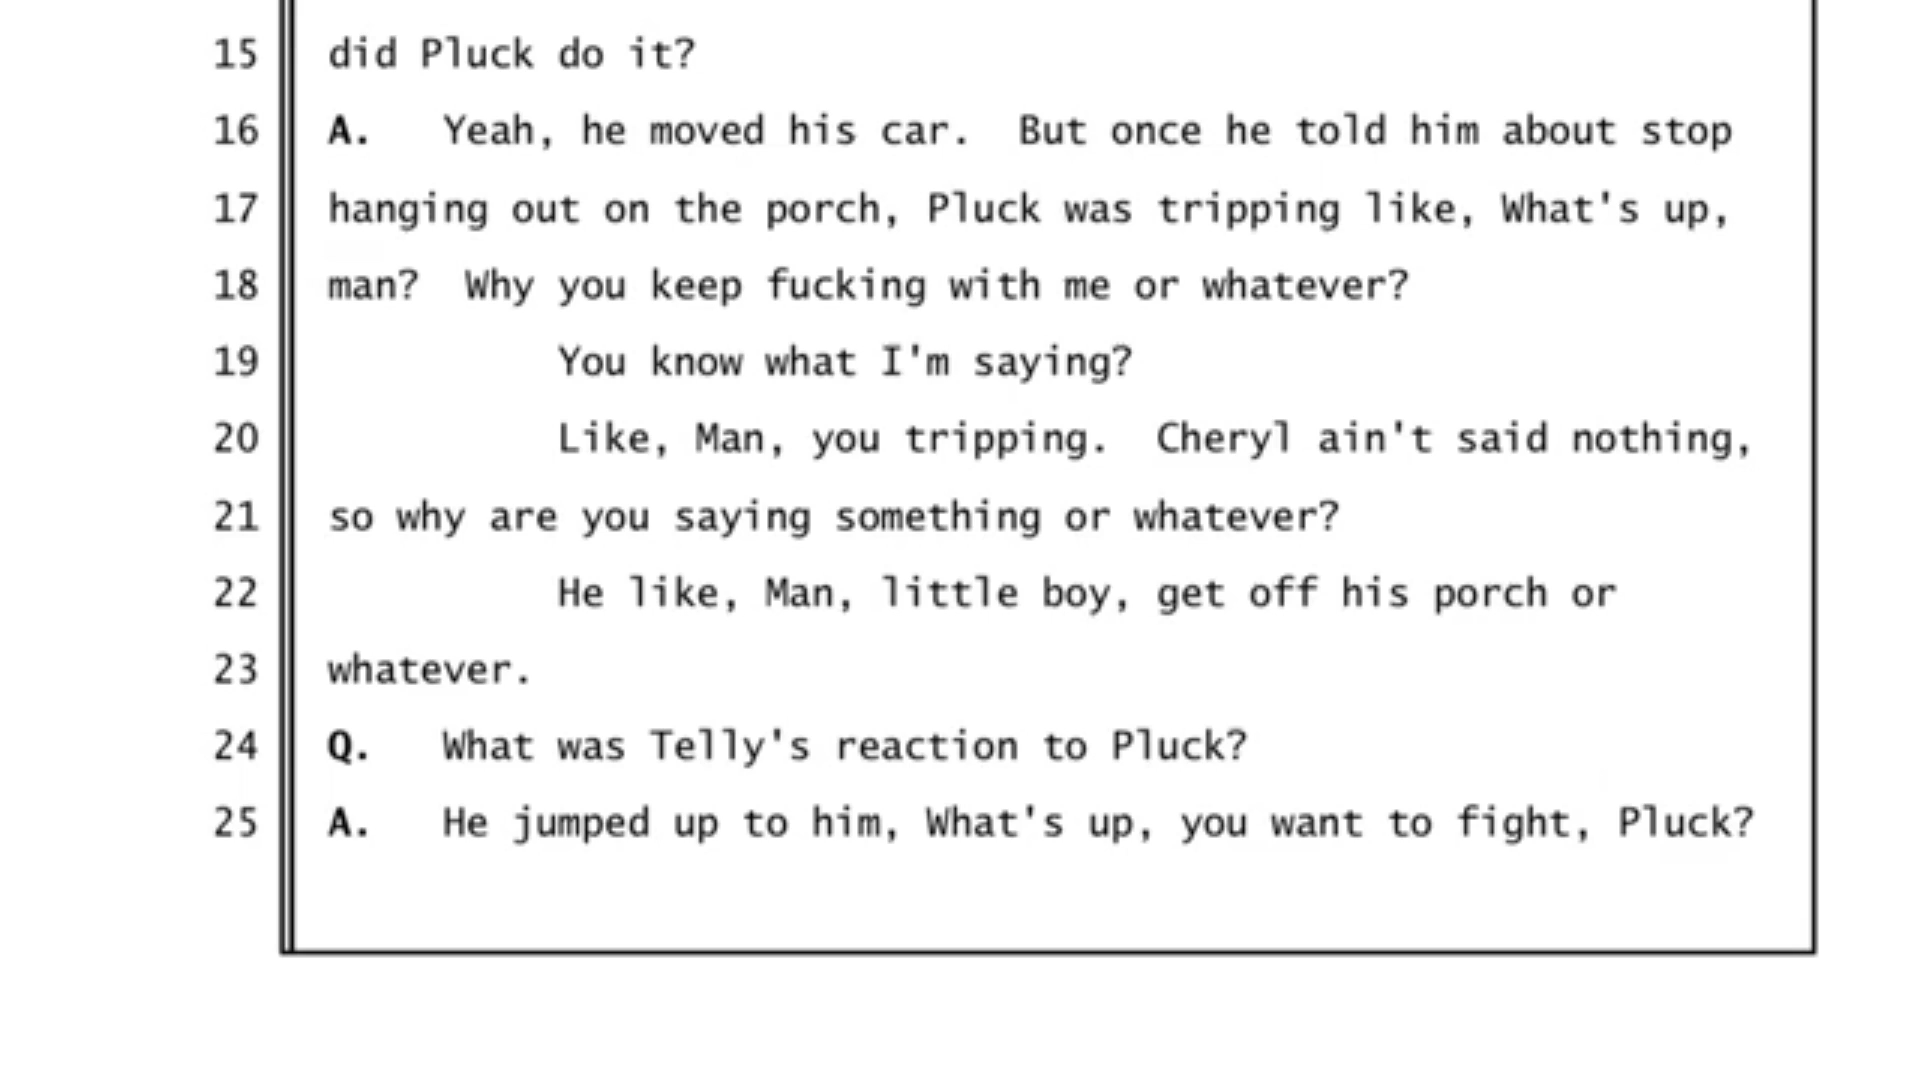 15 did Pluck do it?
16 A. Yeah, he moved his car. But once he told him about stop
17 hanging out on the porch, Pluck was tripping like, What's up,
18 man? Why you keep fucking with me or whatever?
19 You know what I'm saying?
20 Like, Man, you tripping. Cheryl ain't said nothing,
21 so why are you saying something or whatever?
22 He like, Man, little boy, get off his porch or
23 whatever.
24 Q. What was Telly's reaction to Pluck?
25 A. He jumped up to him, What's up, you want to fight, Pluck?